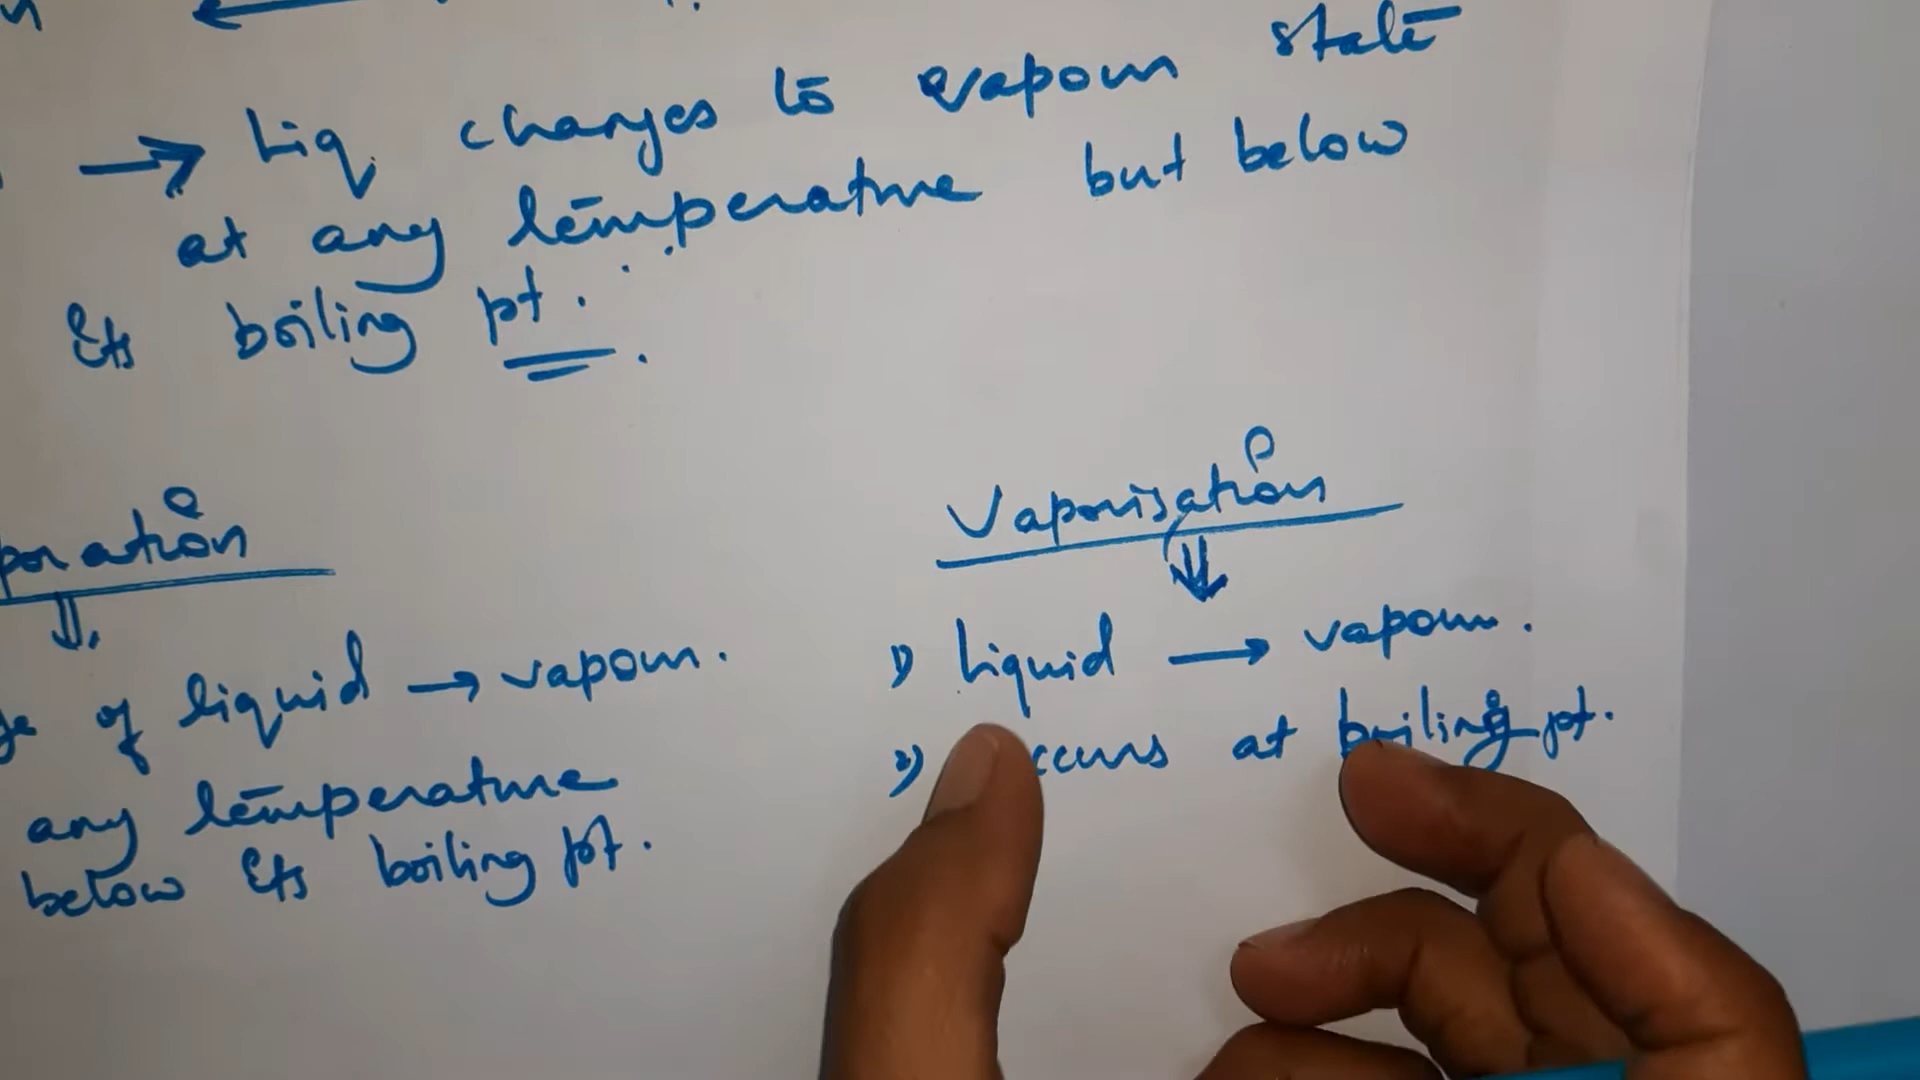 → Liq. changes to vapour state
at any temperature but below
its boiling pt.
poration
Vaporisation
of liquid → vapour.
1) Liquid → vapour.
any temperature
2) occurs at boiling pt.
below its boiling pt.